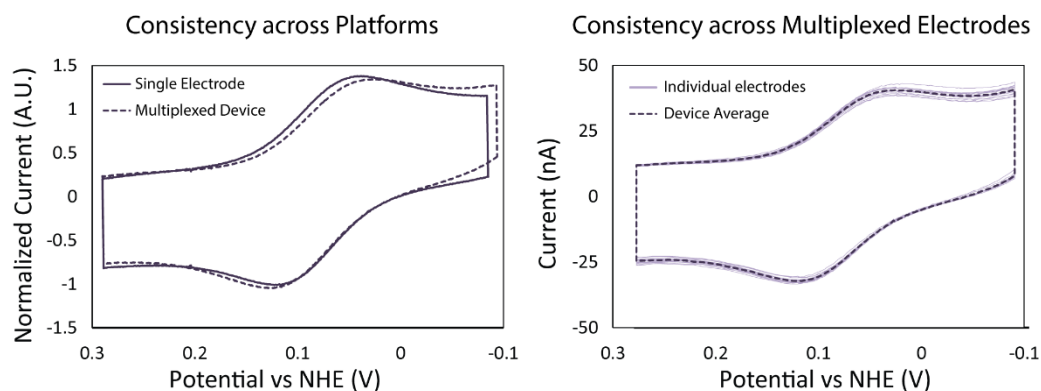 Consistency across Platforms
Normalized Current (A.U.)
1.5
1
0.5
0
-0.5
-1
-1.5
Single Electrode
Multiplexed Device
0.3
0.2
0.1
0
-0.1
Potential vs NHE (V)
Consistency across Multiplexed Electrodes
Current (nA)
50
25
0
-25
-50
Individual electrodes
Device Average
0.3
0.2
0.1
0
-0.1
Potential vs NHE (V)